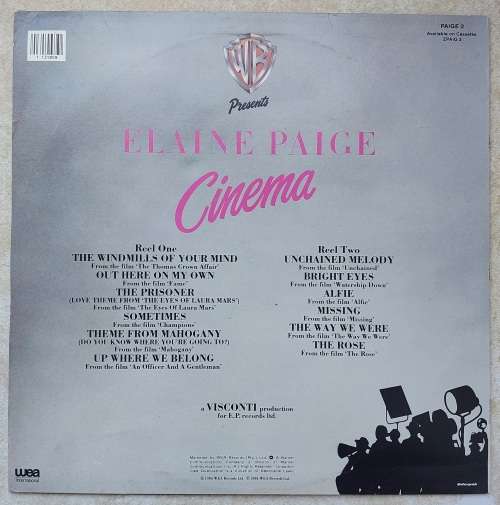 PAIGE 2
Available on Cassette
WB
Presents
ELAINE PAIGE
Cinema
Reel One
THE WINDMILLS OF YOUR MIND
From the film 'The Thomas Crown Affair'
OUT HERE ON MY OWN
From the film 'Fame'
THE PRISONER
(LOVE THEME FROM 'THE EYES OF LAURA MARS')
From the film 'The Eyes Of Laura Mars'
SOMETIMES
From the film 'Champions'
THEME FROM MAHOGANY
(DO YOU KNOW WHERE YOU'RE GOING TO?)
From the film 'Mahogany'
UP WHERE WE BELONG
From the film 'An Officer And A Gentleman'
Reel Two
UNCHAINED MELODY
From the film 'Unchained'
BRIGHT EYES
From the film 'Watership Down'
ALFIE
From the film 'Alfie'
MISSING
From the film 'Missing'
THE WAY WE WERE
From the film 'The Way We Were'
THE ROSE
From the film 'The Rose'
a VISCONTI production
for E.P. records ltd.
wea
International